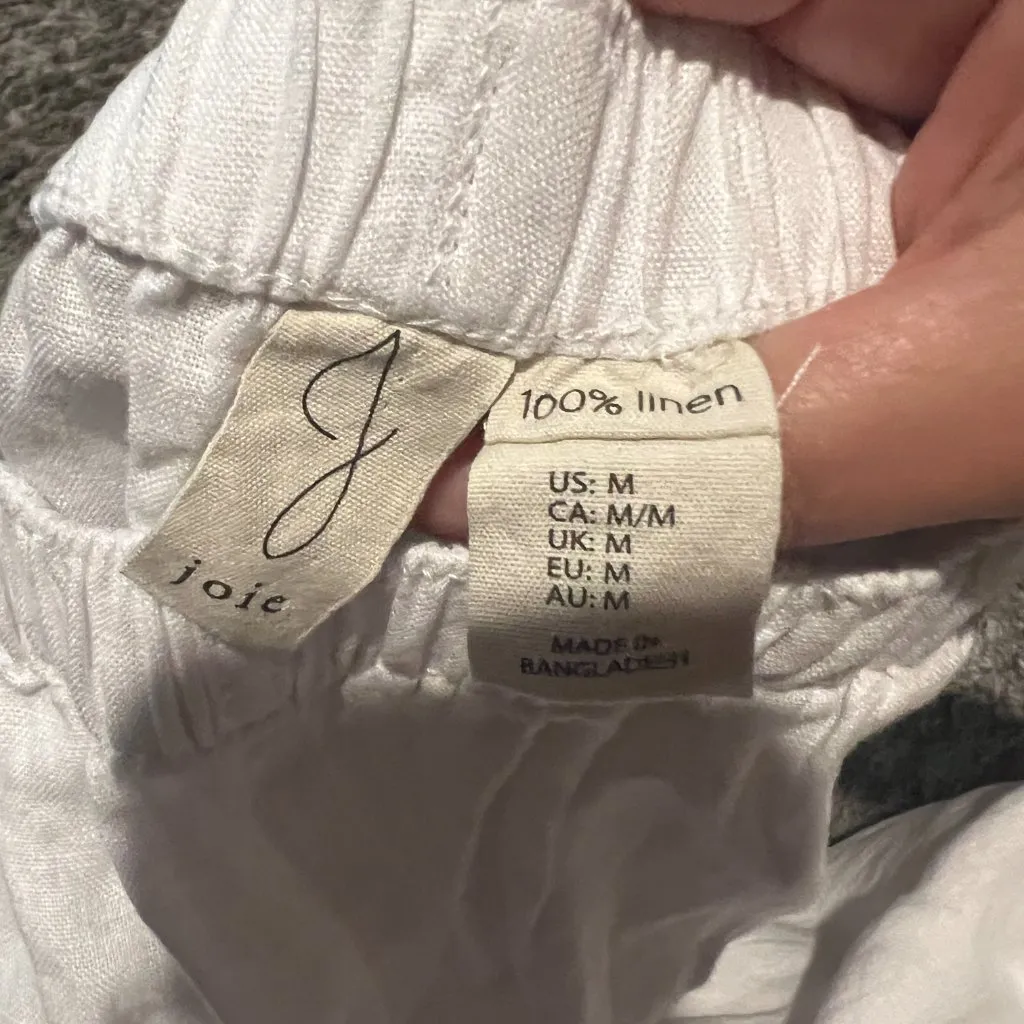 J
joie
100% linen
US: M
CA: M/M
UK: M
EU: M
AU: M
MADE IN
BANGLADESH